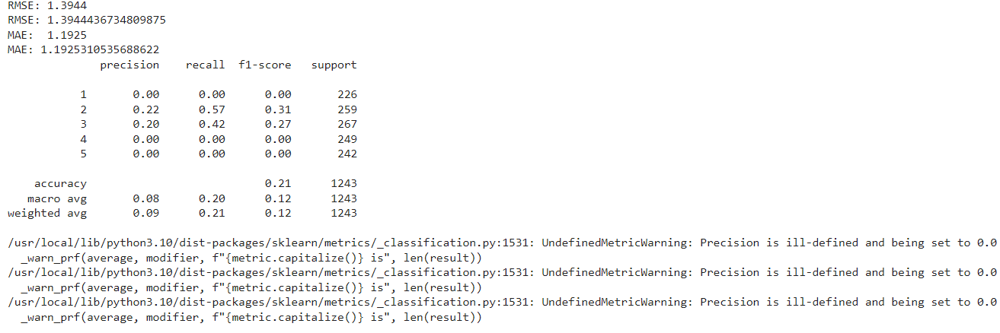 RMSE: 1.3944
RMSE: 1.3944436734809875
MAE:  1.1925
MAE: 1.1925310535688622
              precision    recall  f1-score   support

           1       0.00      0.00      0.00       226
           2       0.22      0.57      0.31       259
           3       0.20      0.42      0.27       267
           4       0.00      0.00      0.00       249
           5       0.00      0.00      0.00       242

    accuracy                           0.21      1243
   macro avg       0.08      0.20      0.12      1243
weighted avg       0.09      0.21      0.12      1243

/usr/local/lib/python3.10/dist-packages/sklearn/metrics/_classification.py:1531: UndefinedMetricWarning: Precision is ill-defined and being set to 0.0
  _warn_prf(average, modifier, f"{metric.capitalize()} is", len(result))
/usr/local/lib/python3.10/dist-packages/sklearn/metrics/_classification.py:1531: UndefinedMetricWarning: Precision is ill-defined and being set to 0.0
  _warn_prf(average, modifier, f"{metric.capitalize()} is", len(result))
/usr/local/lib/python3.10/dist-packages/sklearn/metrics/_classification.py:1531: UndefinedMetricWarning: Precision is ill-defined and being set to 0.0
  _warn_prf(average, modifier, f"{metric.capitalize()} is", len(result))